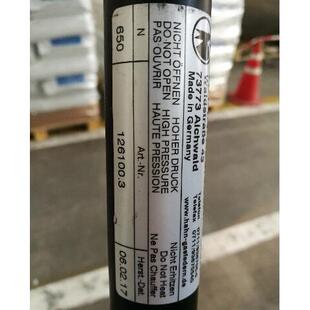 73773 Aichwald
Made in Germany
www.hahn-gasfedern.de
NICHT ÖFFNEN HOHER DRUCK Nicht Erhitzen
DO NOT OPEN HIGH PRESSURE Do Not Heat
PAS OUVRIR HAUTE PRESSION Ne Pas Chauffer
N Art.-Nr. Herst.-Dat.
650 126100.3 06.02.17